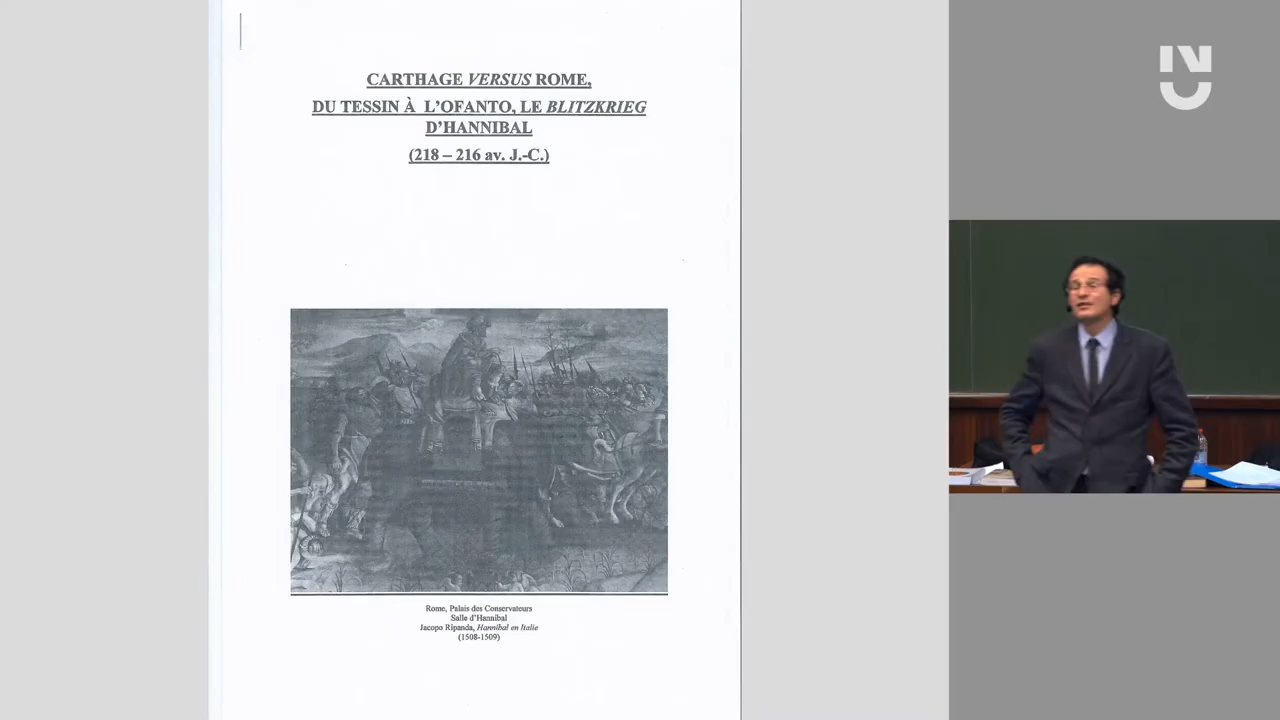 CARTHAGE VERSUS ROME,
DU TESSIN À L'OFANTO, LE BLITZKRIEG
D'HANNIBAL
(218 – 216 av. J.-C.)
Rome, Palais des Conservateurs
Salle d'Hannibal
Jacopo Ripanda, Hannibal en Italie
(1508-1509)